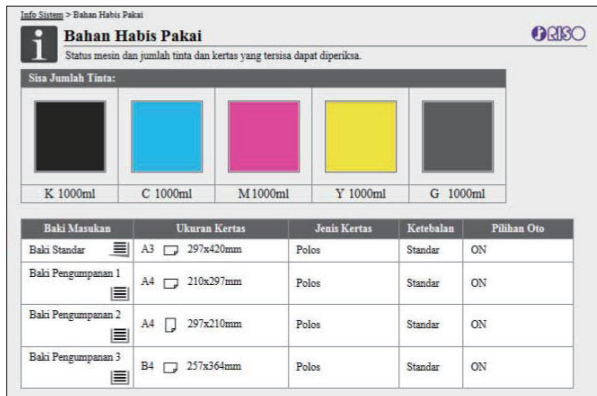 Info Sistem > Bahan Habis Pakai
Bahan Habis Pakai
RISO
Status mesin dan jumlah tinta dan kertas yang tersisa dapat diperiksa.
Sisa Jumlah Tinta:
K 1000ml C 1000ml M1000ml Y 1000ml G 1000ml
Baki Masukan Ukuran Kertas Jenis Kertas Ketebalan Pilihan Oto
Baki Standar A3 297x420mm Polos Standar ON
Baki Pengumpanan 1 A4 210x297mm Polos Standar ON
Baki Pengumpanan 2 A4 297x210mm Polos Standar ON
Baki Pengumpanan 3 B4 257x364mm Polos Standar ON